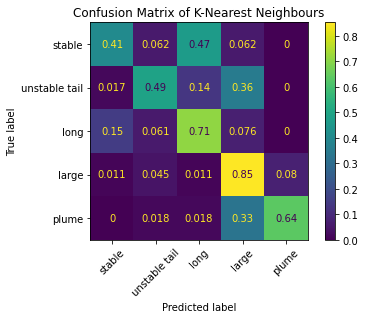 Confusion Matrix of K-Nearest Neighbours
stable 0.41 0.062 0.47 0.062 0
unstable tail 0.017 0.49 0.14 0.36 0
long 0.15 0.061 0.71 0.076 0
large 0.011 0.045 0.011 0.85 0.08
plume 0 0.018 0.018 0.33 0.64
True label
stable unstable tail long large plume
Predicted label
0.8
0.7
0.6
0.5
0.4
0.3
0.2
0.1
0.0